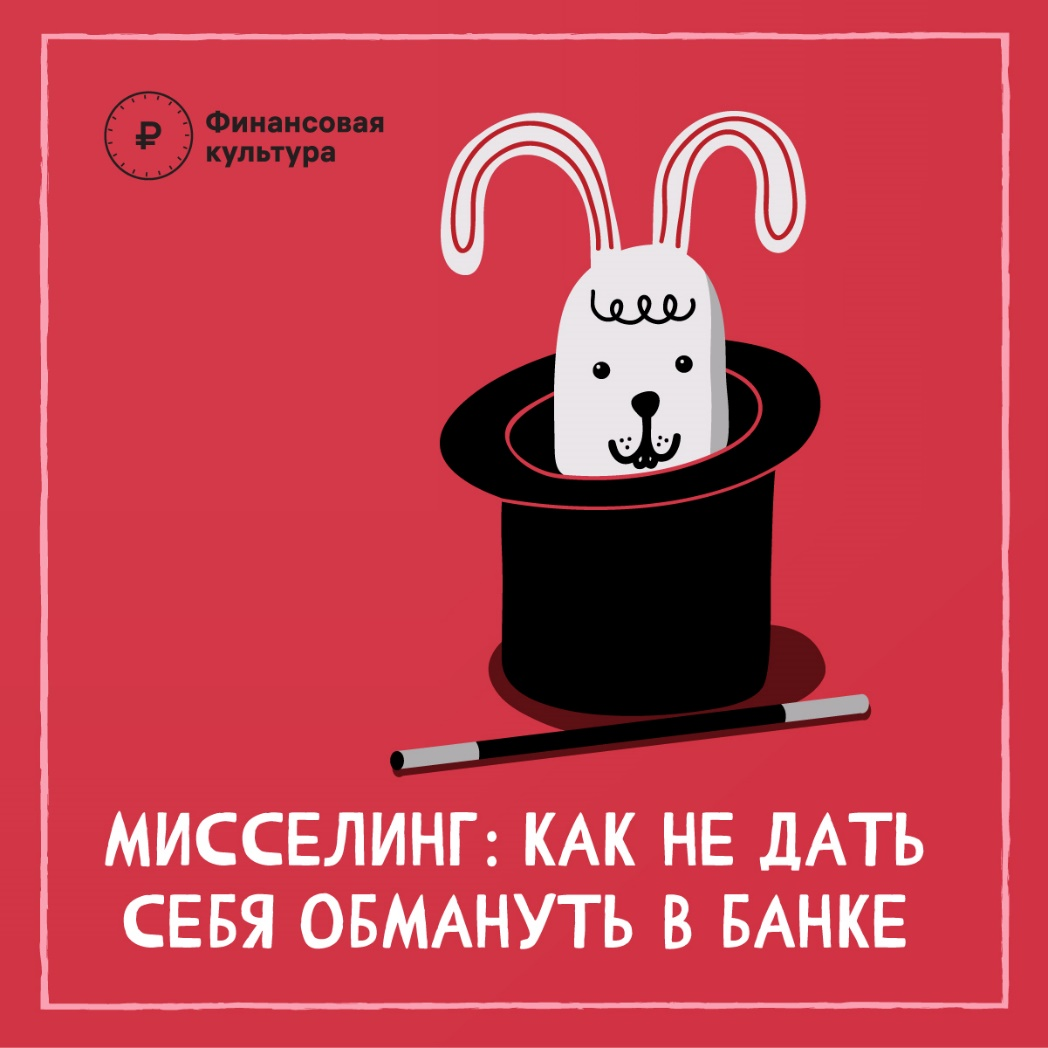 ₽
Финансовая
культура
МИССЕЛИНГ: КАК НЕ ДАТЬ
СЕБЯ ОБМАНУТЬ В БАНКЕ